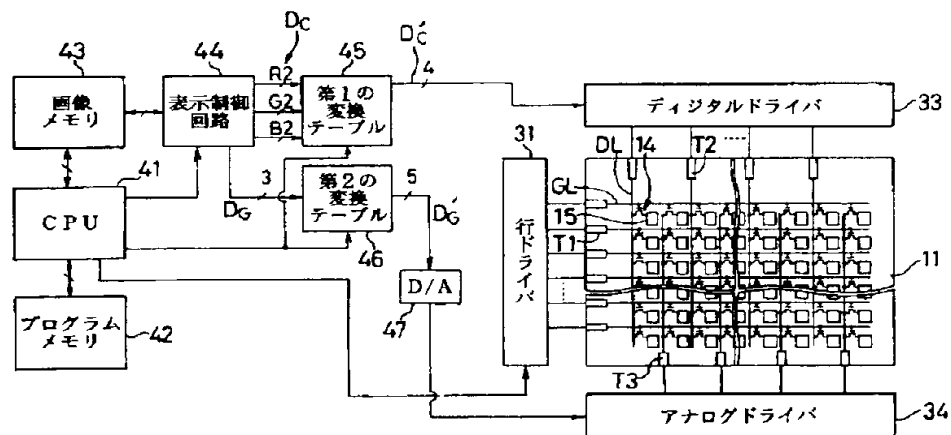 43
画像
メモリ
44
表示制御
回路
DC
R2
G2
B2
45
第1の
変換
テーブル
DC'
4
ディジタルドライバ
33
41
CPU
3
DG
第2の
変換
テーブル
46
5
DG'
D/A
47
プログラム
メモリ
42
31
行ドライバ
DL
T2
14
GL
15
T1
11
T3
アナログドライバ
34